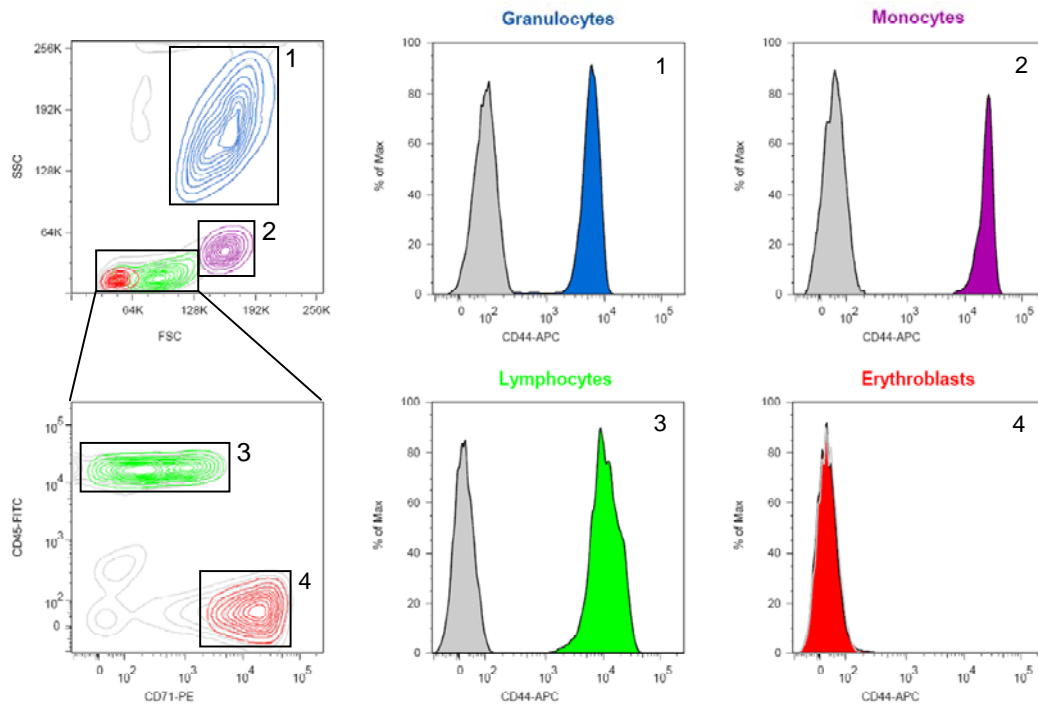 Granulocytes
Monocytes
256K
192K
128K
64K
SSC
1
2
64K
128K
192K
256K
FSC
100
80
60
40
20
0
% of Max
1
0
10²
10³
10⁴
10⁵
CD44-APC
100
80
60
40
20
0
% of Max
2
0
10²
10³
10⁴
10⁵
CD44-APC
Lymphocytes
Erythroblasts
10⁵
10⁴
10³
10²
0
CD45-FITC
3
4
0
10²
10³
10⁴
10⁵
CD71-PE
100
80
60
40
20
0
% of Max
3
0
10²
10³
10⁴
10⁵
CD44-APC
100
80
60
40
20
0
% of Max
4
0
10²
10³
10⁴
10⁵
CD44-APC